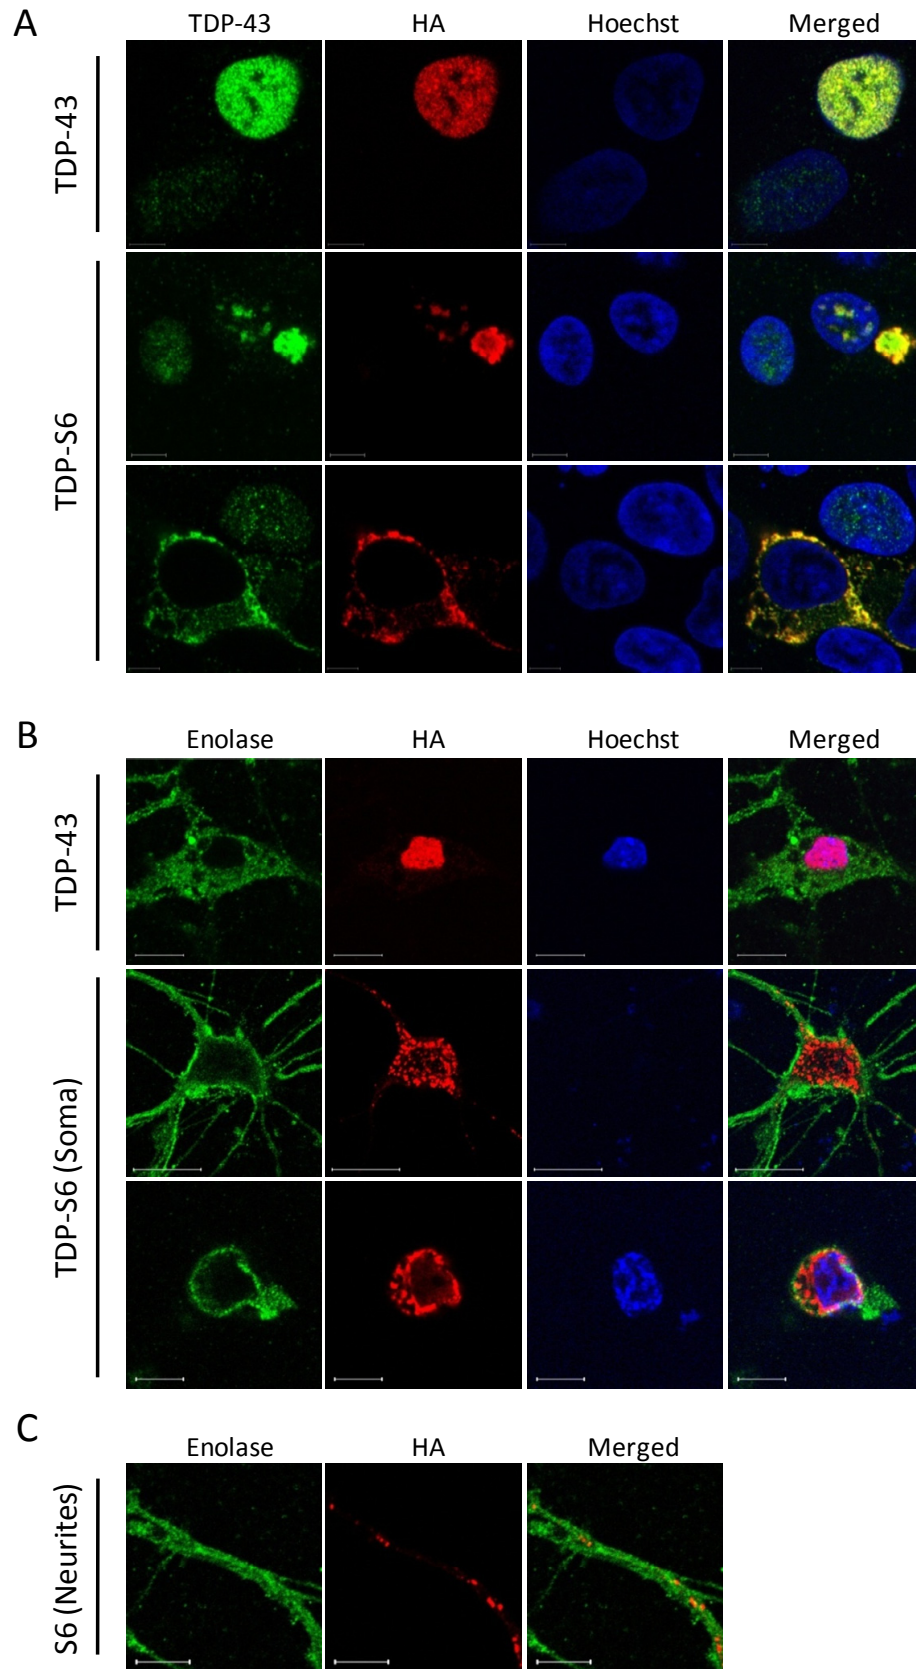 A
TDP-43 HA Hoechst Merged
TDP-43
TDP-S6
B
Enolase HA Hoechst Merged
TDP-43
TDP-S6 (Soma)
C
Enolase HA Merged
S6 (Neurites)